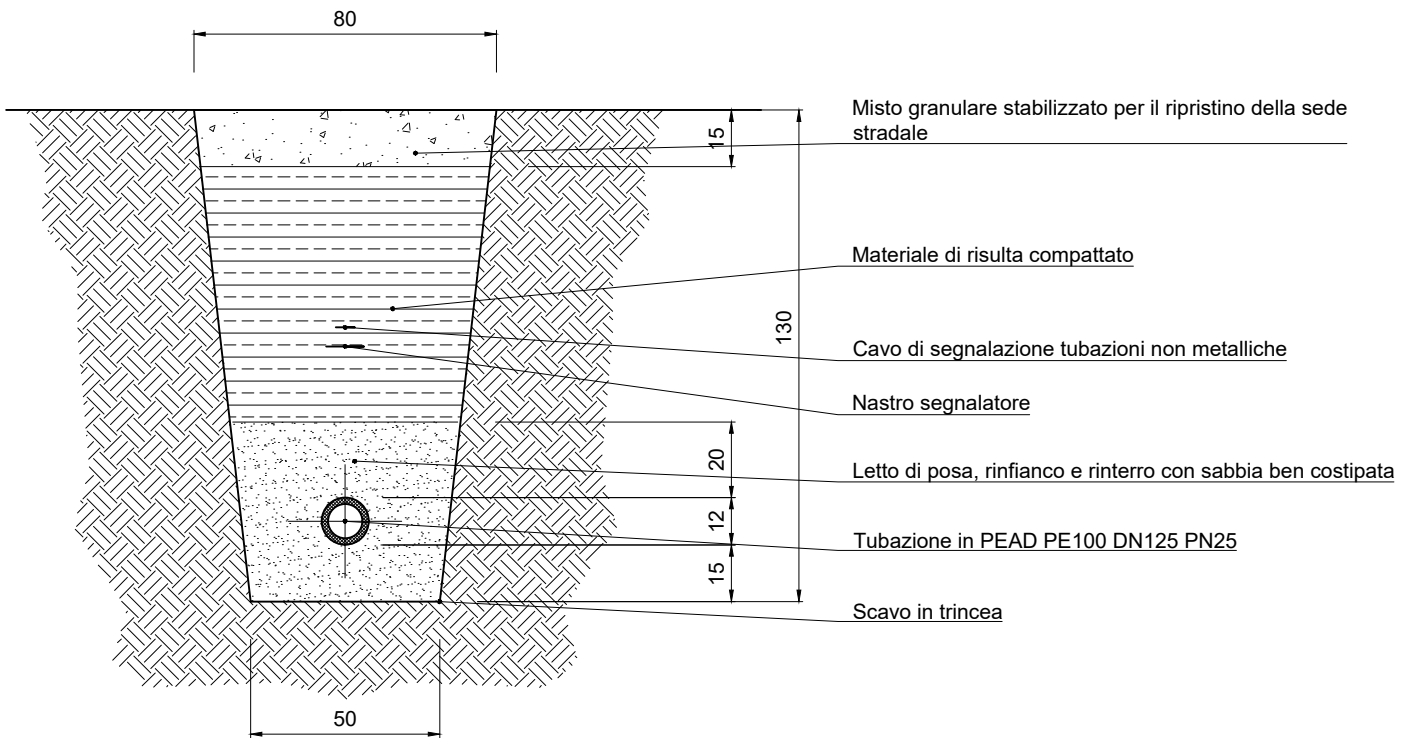 80
Misto granulare stabilizzato per il ripristino della sede
stradale
15
Materiale di risulta compattato
130
Cavo di segnalazione tubazioni non metalliche
Nastro segnalatore
20
Letto di posa, rinfianco e rinterro con sabbia ben costipata
12
Tubazione in PEAD PE100 DN125 PN25
15
Scavo in trincea
50